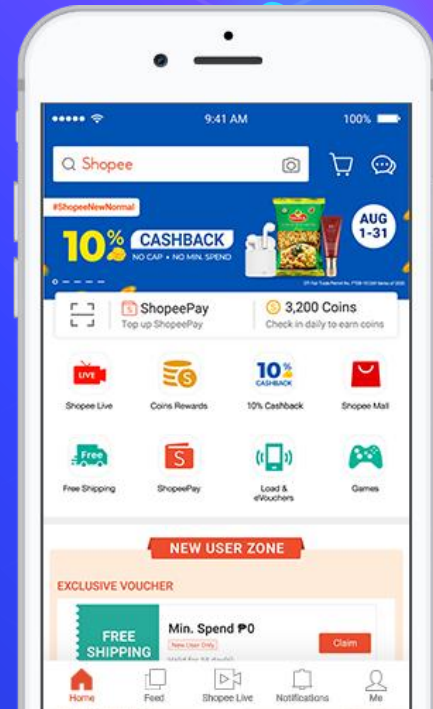 9:41 AM
100%
Shopee
#ShopeeNewNormal
10% CASHBACK
NO CAP • NO MIN. SPEND
AUG
1-31
ShopeePay
Top up ShopeePay
3,200 Coins
Check in daily to earn coins
LIVE
10%
CASHBACK
Shopee Live
Coins Rewards
10% Cashback
Shopee Mall
Free
S
Free Shipping
ShopeePay
Load &
eVouchers
Games
NEW USER ZONE
EXCLUSIVE VOUCHER
FREE
SHIPPING
Min. Spend ₱0
New User Only
Claim
Home
Feed
Shopee Live
Notifications
Me